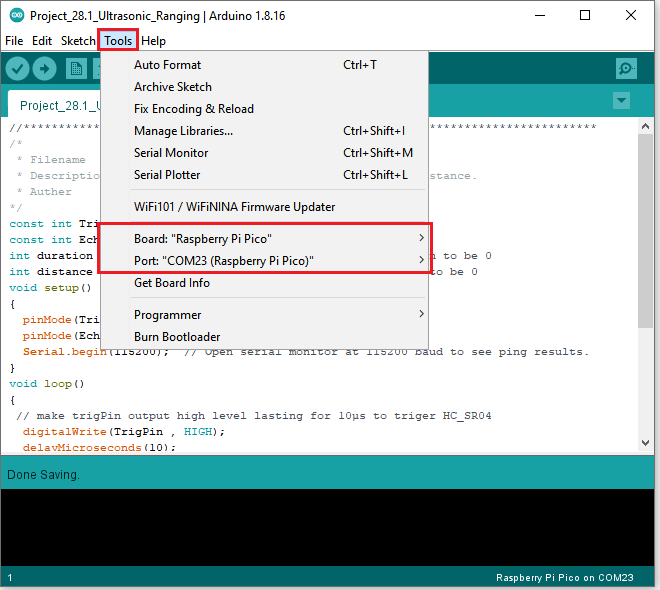 Project_28.1_Ultrasonic_Ranging | Arduino 1.8.16
File Edit Sketch Tools Help
Auto Format Ctrl+T
Archive Sketch
Fix Encoding & Reload
Manage Libraries... Ctrl+Shift+I
Serial Monitor Ctrl+Shift+M
Serial Plotter Ctrl+Shift+L
WiFi101 / WiFiNINA Firmware Updater
Board: "Raspberry Pi Pico"
Port: "COM23 (Raspberry Pi Pico)"
Get Board Info
Programmer
Burn Bootloader
Project_28.1_U
//*********** ************************
/*
* Filename
* Descriptio stance.
* Auther
*/
const int Tri
const int Ech
int duration n to be 0
int distance to be 0
void setup()
{
pinMode(Tri
pinMode(Ech
Serial.begin(115200); // Open serial monitor at 115200 baud to see ping results.
}
void loop()
{
// make trigPin output high level lasting for 10μs to triger HC_SR04
digitalWrite(TrigPin , HIGH);
delayMicroseconds(10);
Done Saving.
1 Raspberry Pi Pico on COM23